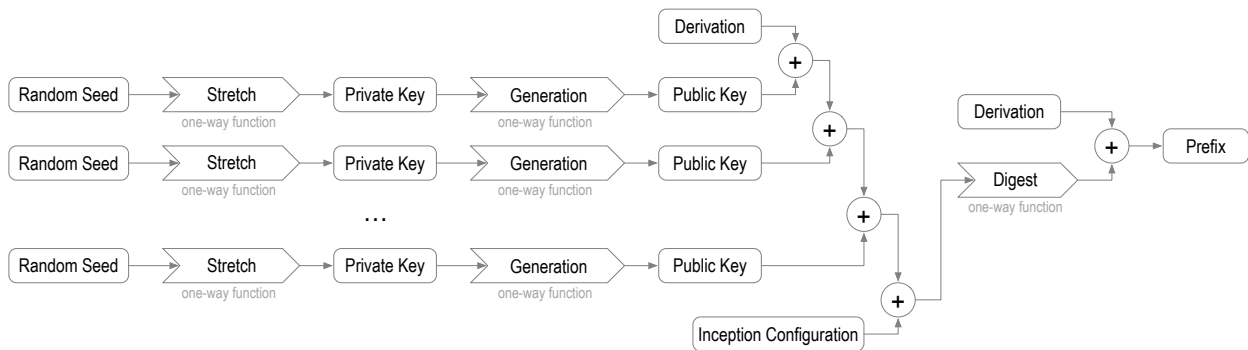 Derivation
+
Random Seed Stretch Private Key Generation Public Key
one-way function one-way function
Derivation
+
+ Prefix
Random Seed Stretch Private Key Generation Public Key
one-way function one-way function
Digest
one-way function
...
+
Random Seed Stretch Private Key Generation Public Key
one-way function one-way function
+
Inception Configuration